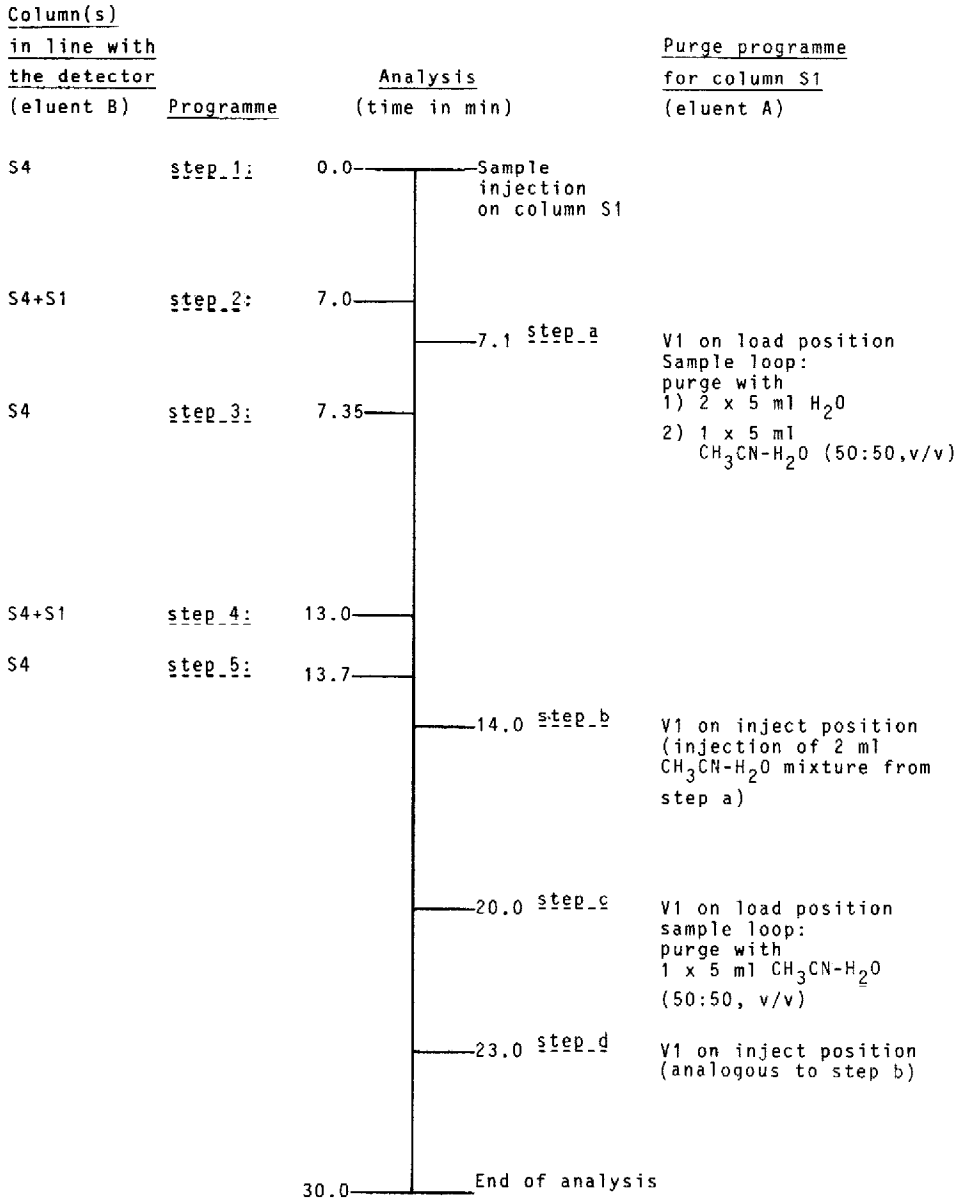 Column(s)
in line with
the detector
(eluent B)
Programme
Analysis
(time in min)
Purge programme
for column S1
(eluent A)
S4 step 1: 0.0 Sample
injection
on column S1
S4+S1 step 2: 7.0
7.1 step a V1 on load position
Sample loop:
purge with
1) 2 x 5 ml H2O
S4 step 3: 7.35
2) 1 x 5 ml
CH3CN-H2O (50:50,v/v)
S4+S1 step 4: 13.0
S4 step 5: 13.7
14.0 step b V1 on inject position
(injection of 2 ml
CH3CN-H2O mixture from
step a)
20.0 step c V1 on load position
sample loop:
purge with
1 x 5 ml CH3CN-H2O
(50:50, v/v)
23.0 step d V1 on inject position
(analogous to step b)
30.0 End of analysis